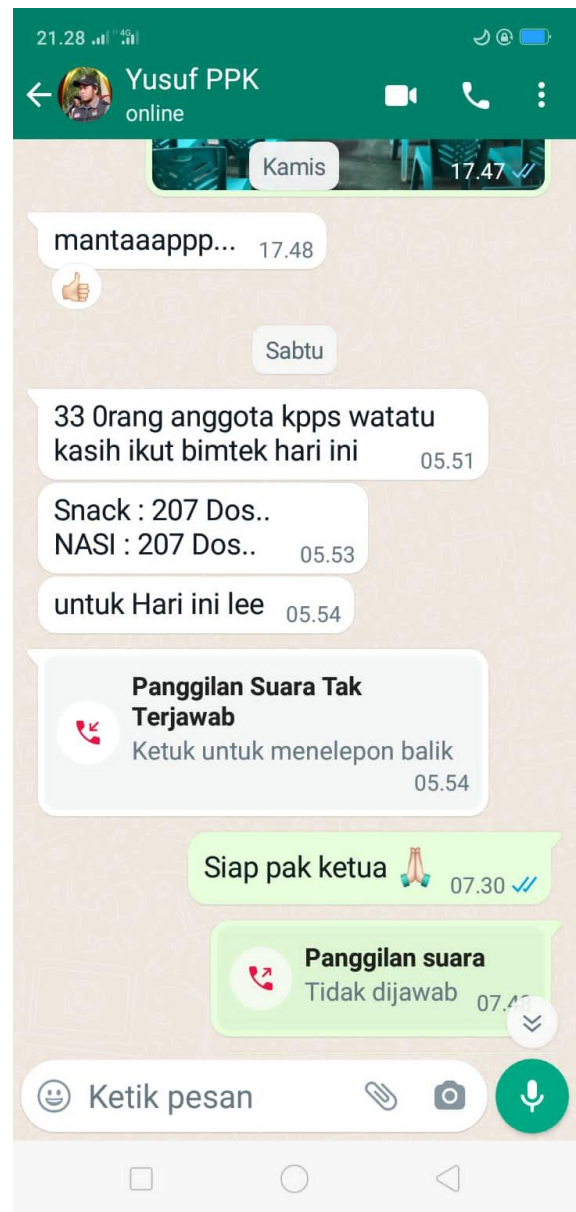 21.28 4G
Yusuf PPK
online
Kamis
17.47
mantaaappp... 17.48
Sabtu
33 0rang anggota kpps watatu
kasih ikut bimtek hari ini 05.51
Snack : 207 Dos..
NASI : 207 Dos.. 05.53
untuk Hari ini lee 05.54
Panggilan Suara Tak
Terjawab
Ketuk untuk menelepon balik
05.54
Siap pak ketua 07.30
Panggilan suara
Tidak dijawab
Ketik pesan